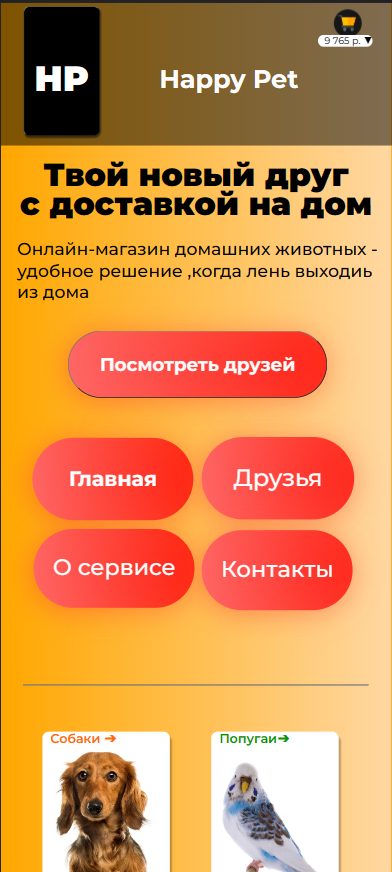 HP
Happy Pet
9 765 р. ▼
Твой новый друг
с доставкой на дом
Онлайн-магазин домашних животных -
удобное решение ,когда лень выходиь
из дома
Посмотреть друзей
Главная
Друзья
О сервисе
Контакты
Собаки ➔
Попугаи➔